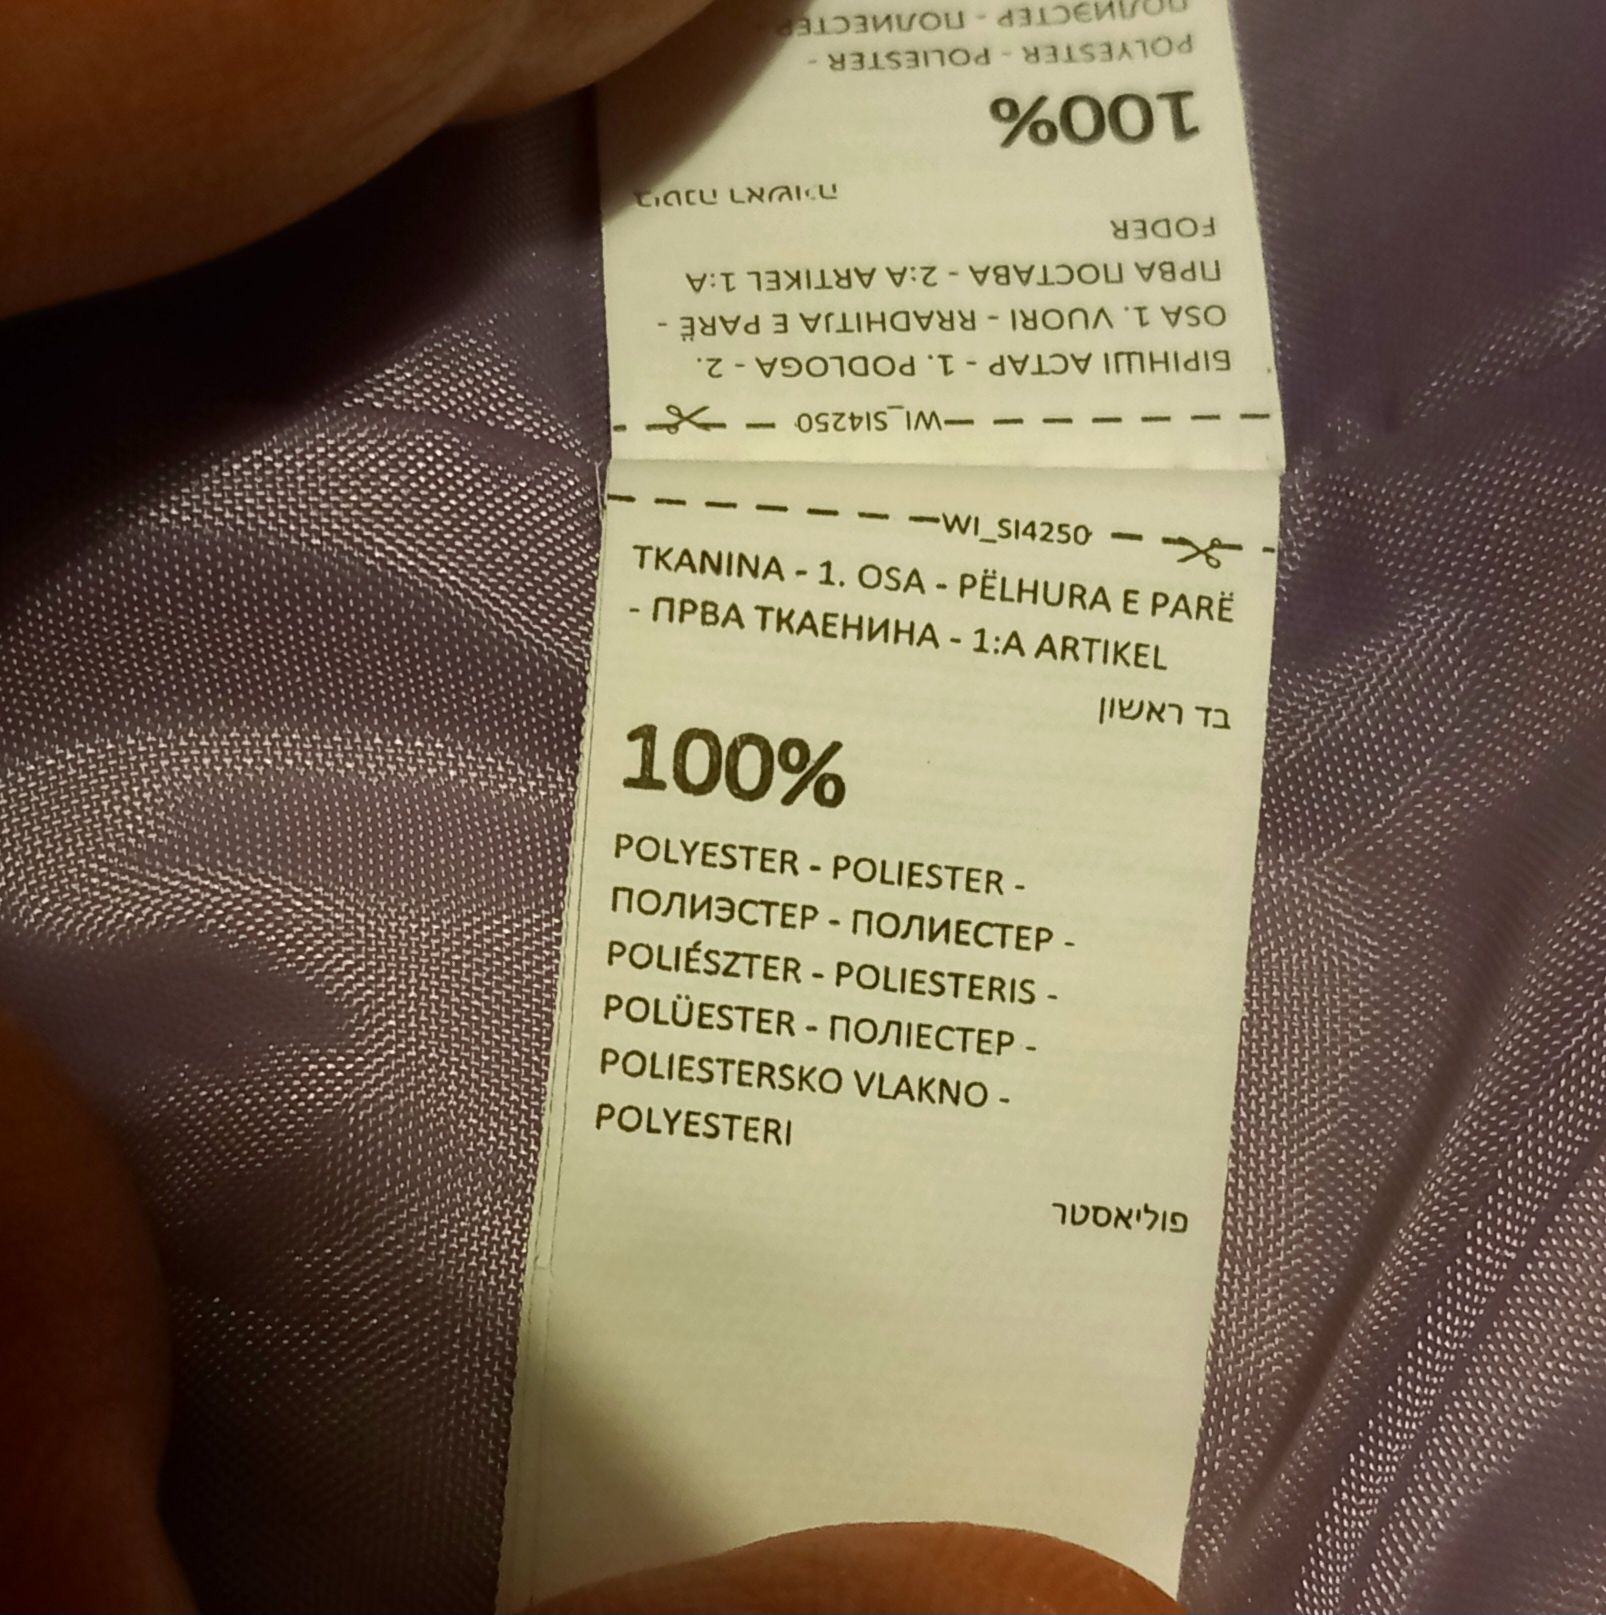 ПОЛИЭСТЕР - ПОЛИЕСТЕР
POLYESTER - POLIESTER -
100%
FODER
ПРВА ПОСТАВА - 2:A ARTIKEL 1:A
OSA 1. VUORI - RRADHITJA E PARË -
БІРІНШІ АСТАР - 1. PODLOGA - 2.
WI_SI4250
WI_SI4250
TKANINA - 1. OSA - PËLHURA E PARË
- ПРВА ТКАЕНИНА - 1:A ARTIKEL
בד ראשון
100%
POLYESTER - POLIESTER -
ПОЛИЭСТЕР - ПОЛИЕСТЕР -
POLIÉSZTER - POLIESTERIS -
POLÜESTER - ПОЛІЕСТЕР -
POLIESTERSKO VLAKNO -
POLYESTERI
פוליאסטר